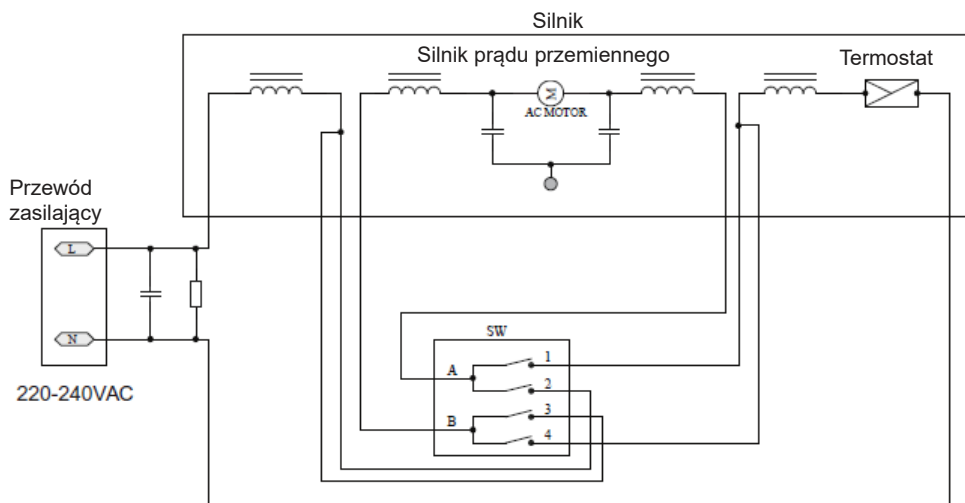 Silnik
Silnik prądu przemiennego
Termostat
M
AC MOTOR
Przewód
zasilający
L
N
220-240VAC
SW
A
1
2
B
3
4